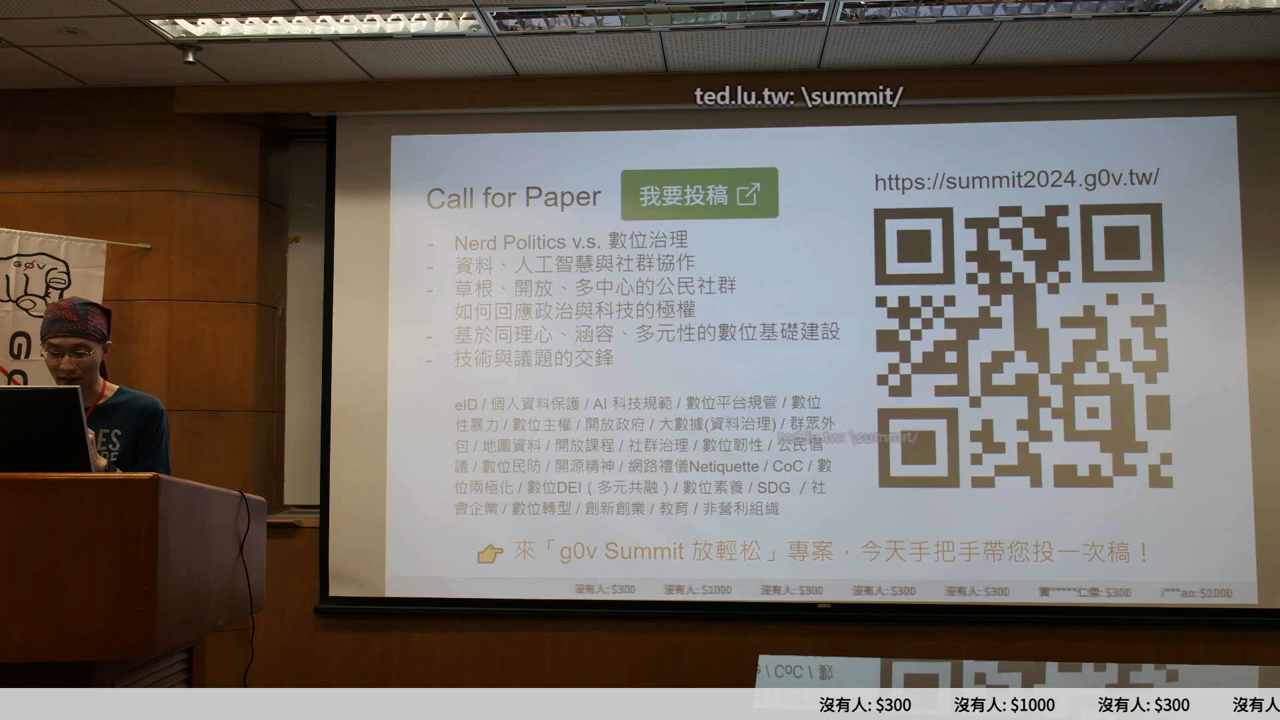 ted.lu.tw: \summit/
Call for Paper
我要投稿
https://summit2024.g0v.tw/
- Nerd Politics v.s. 數位治理
- 資料、人工智慧與社群協作
- 草根、開放、多中心的公民社群
如何回應政治與科技的極權
- 基於同理心、涵容、多元性的數位基礎建設
- 技術與議題的交鋒
eID / 個人資料保護 / AI 科技規範 / 數位平台規管 / 數位
性暴力 / 數位主權 / 開放政府 / 大數據(資料治理) / 群眾外
包 / 地圖資料 / 開放課程 / 社群治理 / 數位韌性 / 公民倡
議 / 數位民防 / 開源精神 / 網路禮儀Netiquette / CoC / 數
位兩極化 / 數位DEI ( 多元共融 ) / 數位素養 / SDG / 社
會企業 / 數位轉型 / 創新創業 / 教育 / 非營利組織
ted.lu.tw: \summit/
👉 來「g0v Summit 放輕松」專案，今天手把手帶您投一次稿！
沒有人: $300 沒有人: $1000 沒有人: $300 沒有人: $300 沒有人: $300 黃*****仁傑: $300 i***ao: $1000
G0V
ES
/ CoC / 數
沒有人: $300 沒有人: $1000 沒有人: $300 沒有人